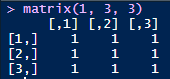 > matrix(1, 3, 3)
     [,1] [,2] [,3]
[1,]    1    1    1
[2,]    1    1    1
[3,]    1    1    1